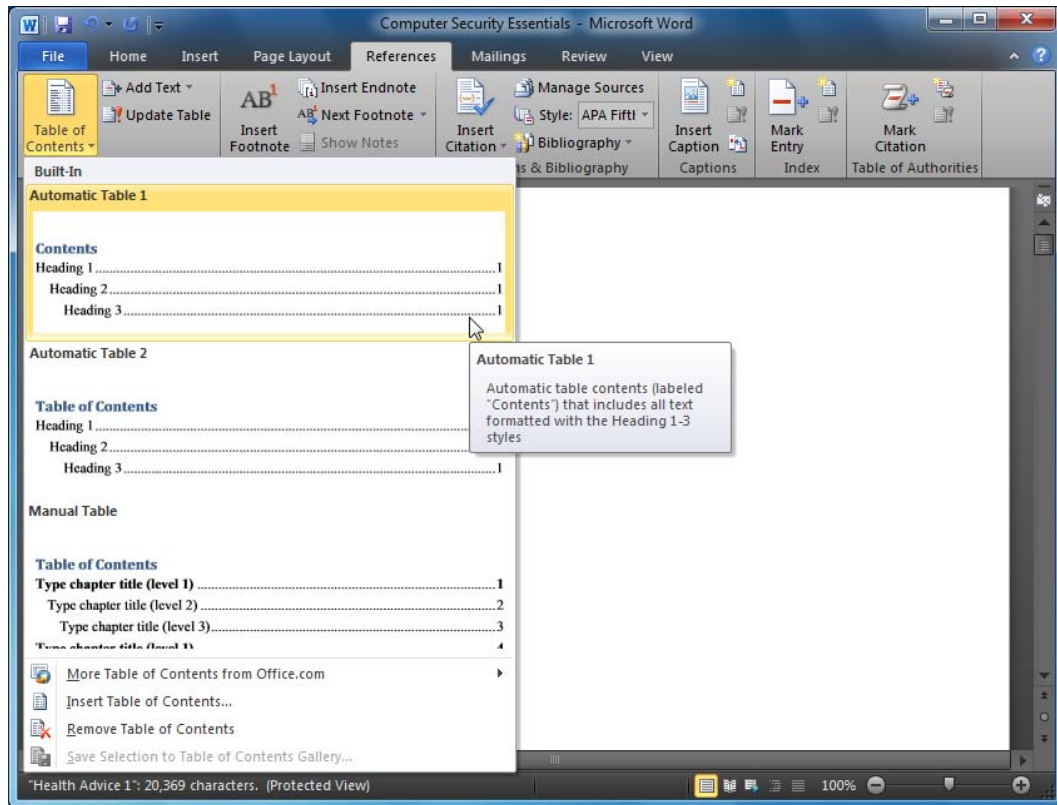 W
Computer Security Essentials - Microsoft Word
File Home Insert Page Layout References Mailings Review View
Table of Contents
Add Text
Update Table
AB1
Insert Footnote
Insert Endnote
AB Next Footnote
Show Notes
Insert Citation
Manage Sources
Style: APA Fifth
Bibliography
Insert Caption
Mark Entry
Mark Citation
s & Bibliography Captions Index Table of Authorities
Built-In
Automatic Table 1
Contents
Heading 1 1
Heading 2 1
Heading 3 1
Automatic Table 1
Automatic table contents (labeled
"Contents") that includes all text
formatted with the Heading 1-3
styles
Automatic Table 2
Table of Contents
Heading 1
Heading 2
Heading 3 1
Manual Table
Table of Contents
Type chapter title (level 1) 1
Type chapter title (level 2) 2
Type chapter title (level 3) 3
Type chapter title (level 1) 4
More Table of Contents from Office.com
Insert Table of Contents...
Remove Table of Contents
Save Selection to Table of Contents Gallery...
"Health Advice 1": 20,369 characters. (Protected View) 100%